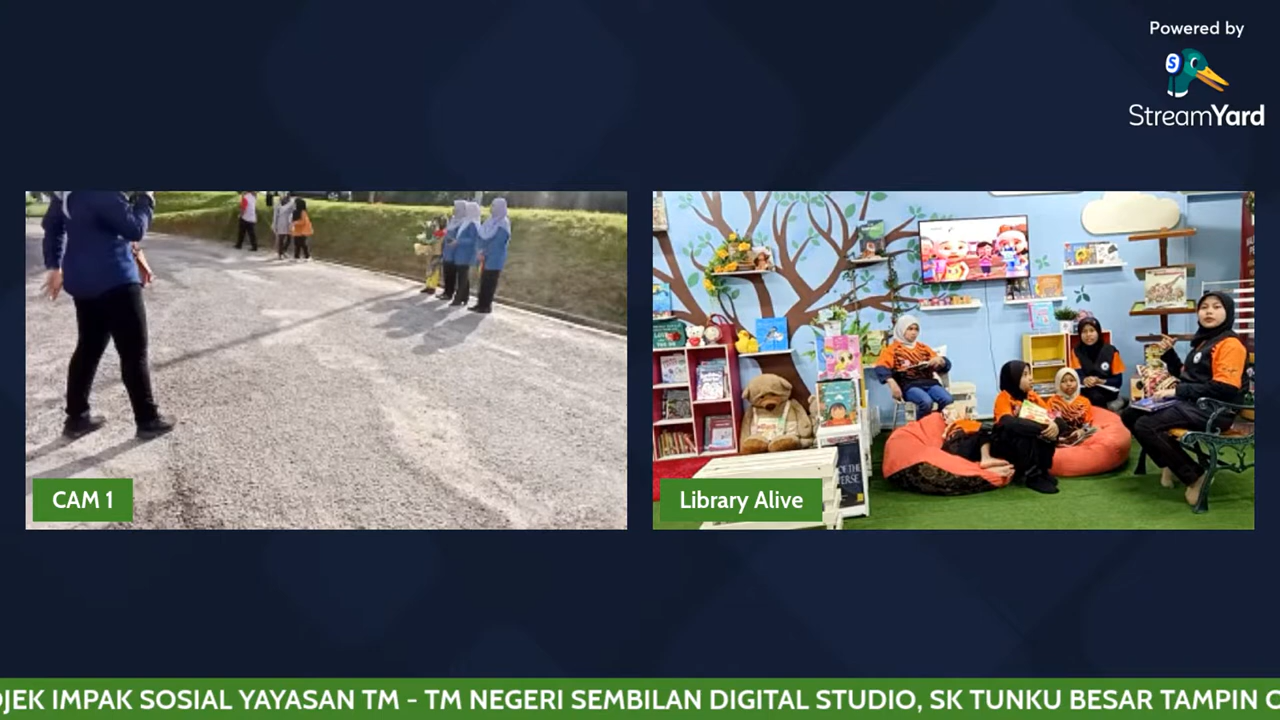 Powered by
StreamYard
CAM 1
Library Alive
JEK IMPAK SOSIAL YAYASAN TM - TM NEGERI SEMBILAN DIGITAL STUDIO, SK TUNKU BESAR TAMPIN